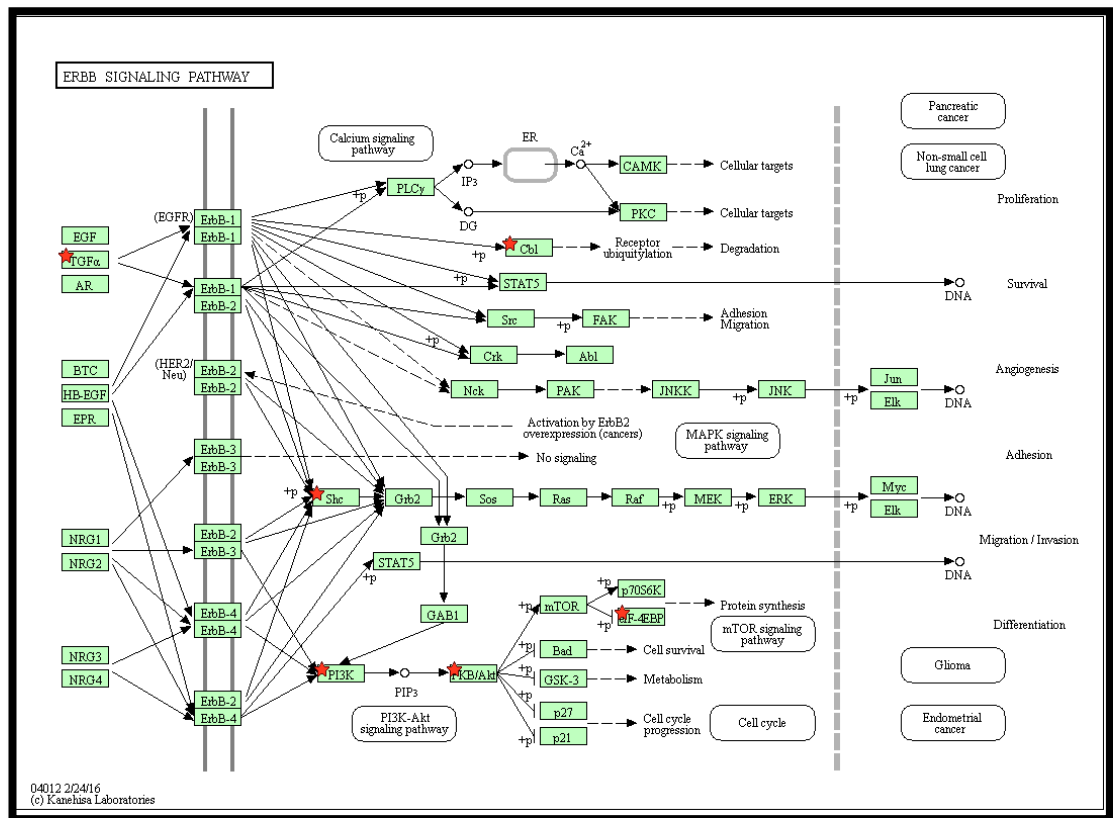 ERBB SIGNALING PATHWAY
Pancreatic
cancer
Non-small cell
lung cancer
Calcium signaling
pathway
ER
Ca2+
IP3
CAMK
Cellular targets
PLCγ
+p
DG
PKC
Cellular targets
Proliferation
(EGFR)
ErbB-1
ErbB-1
EGF
TGFα
AR
+p
Cbl
Receptor
ubiquitylation
Degradation
ErbB-1
ErbB-2
+p
STAT5
DNA
Survival
Src
+p
FAK
Adhesion
Migration
+p
Crk
Abl
BTC
HB-EGF
EPR
(HER2/
Neu)
ErbB-2
ErbB-2
Nck
PAK
JNKK
+p
JNK
+p
Jun
Elk
DNA
Angiogenesis
Activation by ErbB2
overexpression (cancers)
MAPK signaling
pathway
ErbB-3
ErbB-3
No signaling
Adhesion
+p
Shc
Grb2
Sos
Ras
Raf
+p
MEK
+p
ERK
+p
Myc
Elk
DNA
NRG1
NRG2
ErbB-2
ErbB-3
Grb2
Migration / Invasion
STAT5
+p
DNA
ErbB-4
ErbB-4
GAB1
+p
mTOR
+p
p70S6K
+p
eIF-4EBP
Protein synthesis
mTOR signaling
pathway
Differentiation
NRG3
NRG4
PI3K
PIP3
PKB/Akt
+p
Bad
Cell survival
+p
GSK-3
Metabolism
Glioma
ErbB-2
ErbB-4
PI3K-Akt
signaling pathway
+p
p27
+p
p21
Cell cycle
progression
Cell cycle
Endometrial
cancer
04012 2/24/16
(c) Kanehisa Laboratories